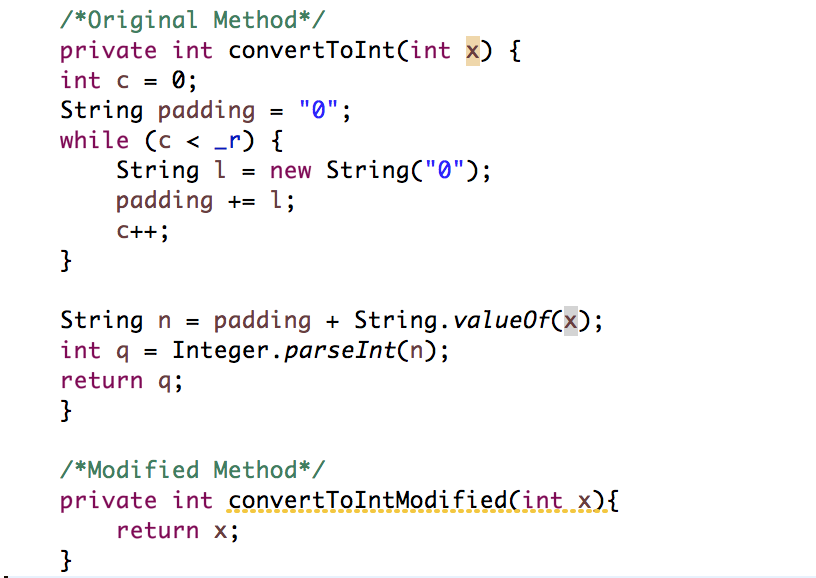 /*Original Method*/
private int convertToInt(int x) {
int c = 0;
String padding = "0";
while (c < _r) {
    String l = new String("0");
    padding += l;
    c++;
}
String n = padding + String.valueOf(x);
int q = Integer.parseInt(n);
return q;
}
/*Modified Method*/
private int convertToIntModified(int x){
    return x;
}